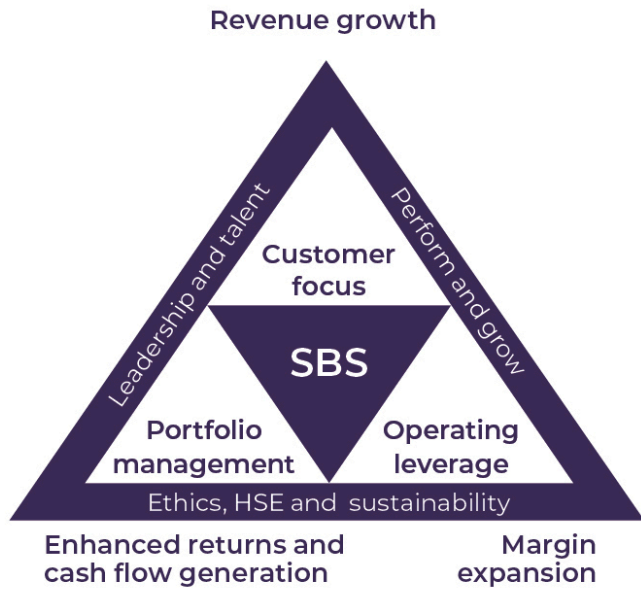 Revenue growth
Leadership and talent
Perform and grow
Customer
focus
SBS
Portfolio
management
Operating
leverage
Ethics, HSE and sustainability
Enhanced returns and
cash flow generation
Margin
expansion